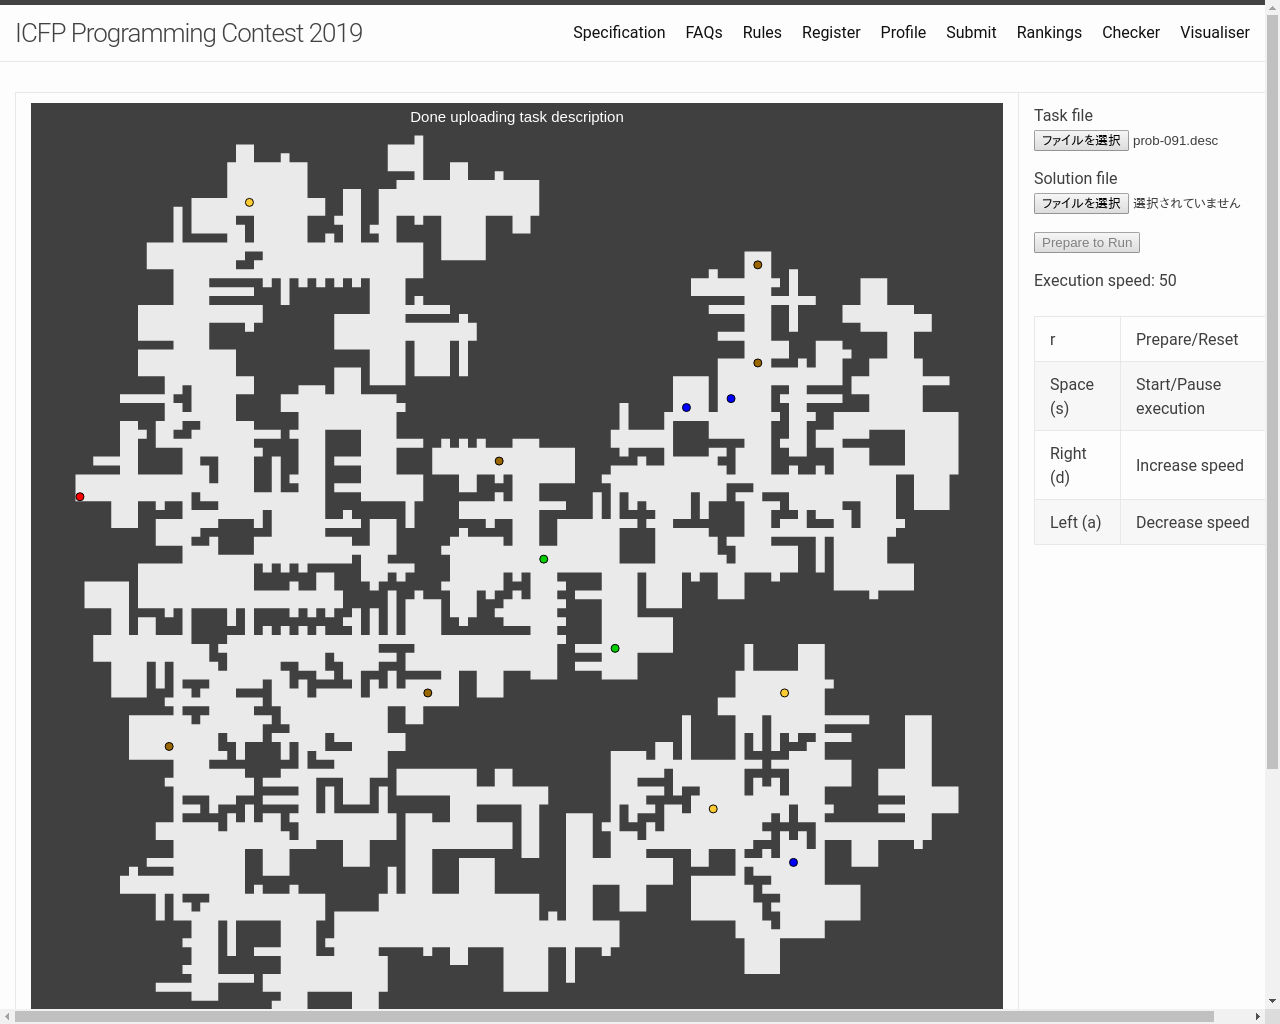 ICFP Programming Contest 2019
Specification FAQs Rules Register Profile Submit Rankings Checker Visualiser
Done uploading task description
Task file
ファイルを選択 prob-091.desc
Solution file
ファイルを選択 選択されていません
Prepare to Run
Execution speed: 50
r Prepare/Reset
Space (s) Start/Pause execution
Right (d) Increase speed
Left (a) Decrease speed